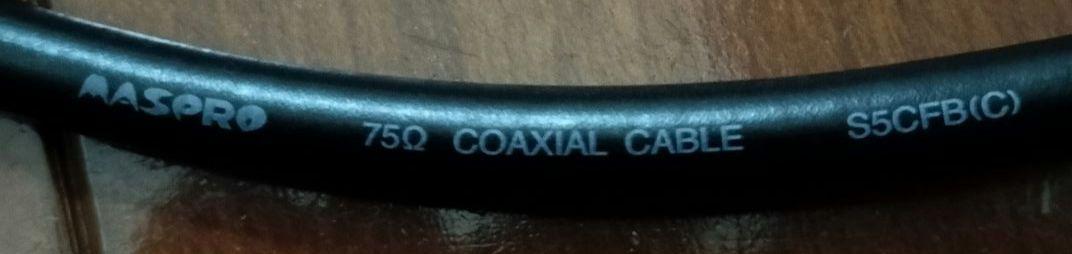 MASPRO 75Ω COAXIAL CABLE S5CFB(C)